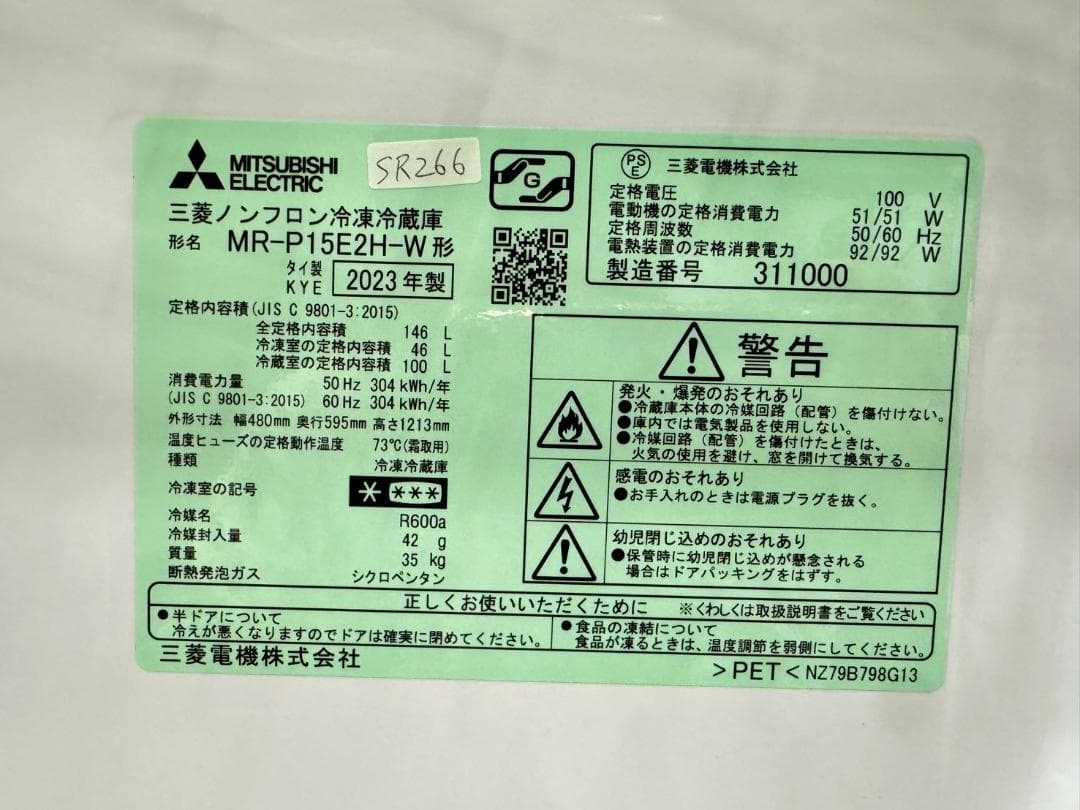 MITSUBISHI
ELECTRIC
SR266
G
三菱ノンフロン冷凍冷蔵庫
形名 MR-P15E2H-W形
タイ製
KYE
2023年製
定格内容積(JIS C 9801-3:2015)
全定格内容積 146 L
冷凍室の定格内容積 46 L
冷蔵室の定格内容積 100 L
消費電力量 50 Hz 304 kWh/年
(JIS C 9801-3:2015) 60 Hz 304 kWh/年
外形寸法 幅480mm 奥行595mm 高さ1213mm
温度ヒューズの定格動作温度 73℃(霜取用)
種類 冷凍冷蔵庫
冷凍室の記号 * ***
冷媒名 R600a
冷媒封入量 42 g
質量 35 kg
断熱発泡ガス シクロペンタン
PS
E
三菱電機株式会社
定格電圧 100 V
電動機の定格消費電力 51/51 W
定格周波数 50/60 Hz
電熱装置の定格消費電力 92/92 W
製造番号 311000
警告
発火・爆発のおそれあり
●冷蔵庫本体の冷媒回路(配管)を傷付けない。
●庫内では電気製品を使用しない。
●冷媒回路(配管)を傷付けたときは、
火気の使用を避け、窓を開けて換気する。
感電のおそれあり
●お手入れのときは電源プラグを抜く。
幼児閉じ込めのおそれあり
●保管時に幼児閉じ込めが懸念される
場合はドアパッキングをはずす。
正しくお使いいただくために ※くわしくは取扱説明書をご覧ください
●半ドアについて
冷えが悪くなりますのでドアは確実に閉めてください。
●食品の凍結について
食品が凍るときは、温度調節を弱側にしてください。
三菱電機株式会社
>PET< NZ79B798G13